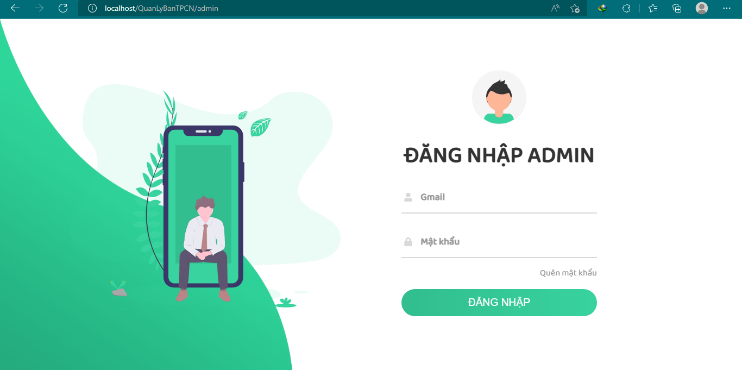 localhost/QuanLyBanTPCN/admin
ĐĂNG NHẬP ADMIN
Gmail
Mật khẩu
Quên mật khẩu
ĐĂNG NHẬP